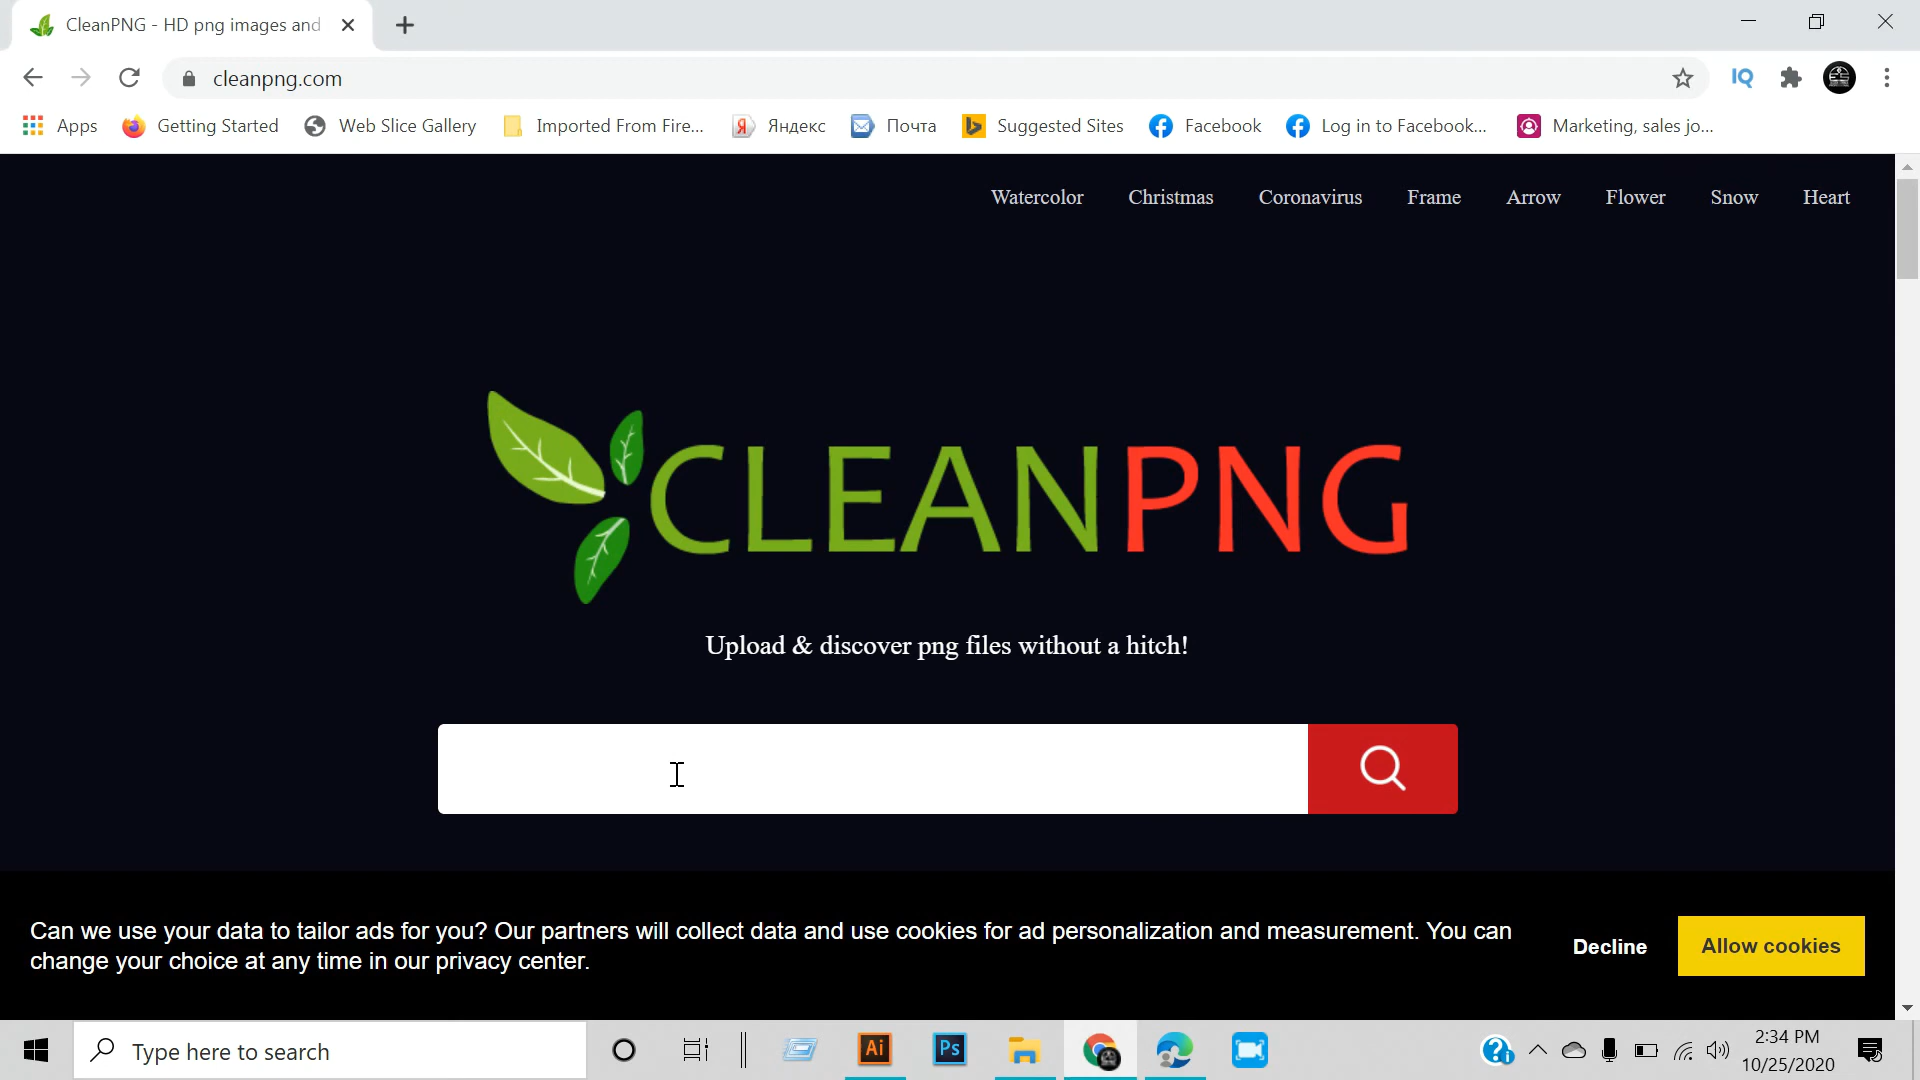 CleanPNG - HD png images and
cleanpng.com
IQ
Apps
Getting Started
Web Slice Gallery
Imported From Fire...
Яндекс
Почта
Suggested Sites
Facebook
Log in to Facebook...
Marketing, sales jo...
Watercolor
Christmas
Coronavirus
Frame
Arrow
Flower
Snow
Heart
CLEANPNG
Upload & discover png files without a hitch!
Can we use your data to tailor ads for you? Our partners will collect data and use cookies for ad personalization and measurement. You can
change your choice at any time in our privacy center.
Decline
Allow cookies
Type here to search
Ai
Ps
2:34 PM
10/25/2020